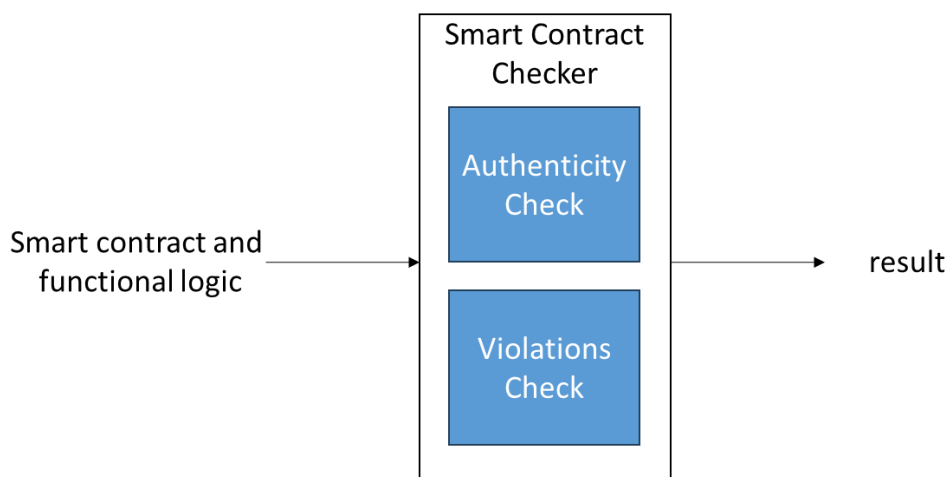 Smart Contract
Checker
Authenticity
Check
Smart contract and
functional logic
result
Violations
Check